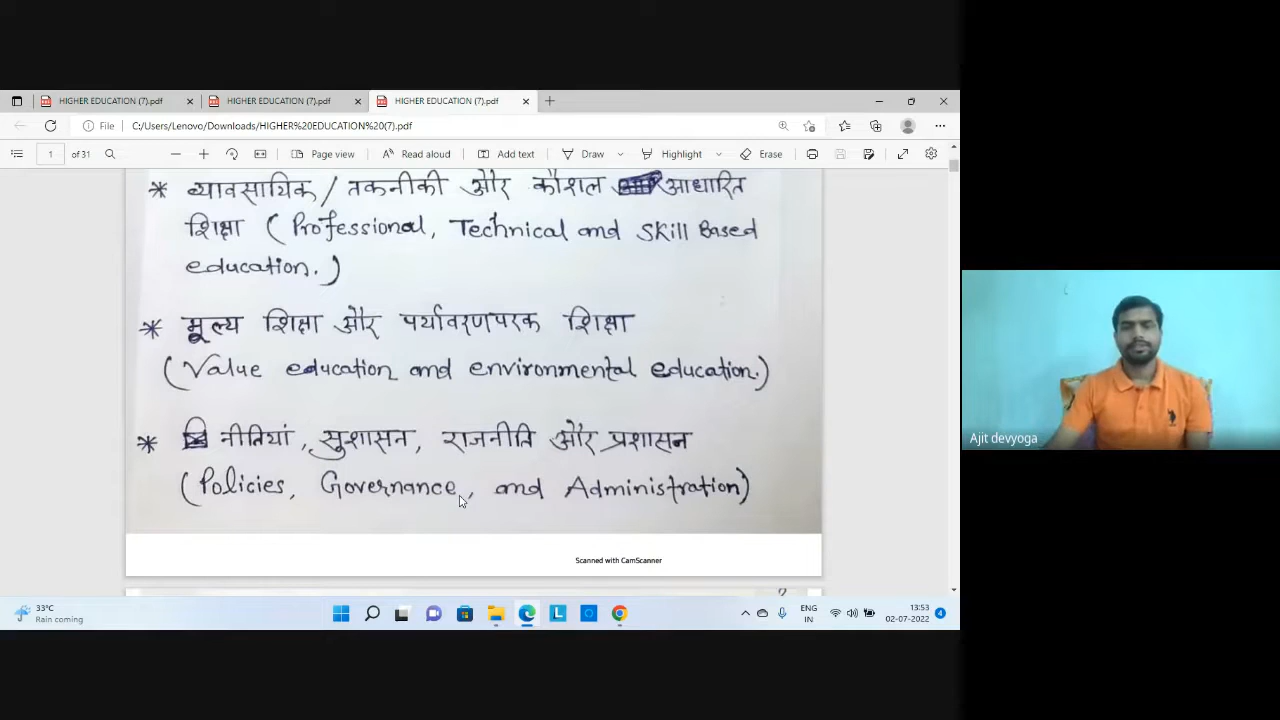 HIGHER EDUCATION (7).pdf
HIGHER EDUCATION (7).pdf
HIGHER EDUCATION (7).pdf
File
C:/Users/Lenovo/Downloads/HIGHER%20EDUCATION%20(7).pdf
1 of 31
Page view
Read aloud
Add text
Draw
Highlight
Erase
* व्यावसायिक / तकनीकी और कौशल आधारित
शिक्षा ( Professional, Technical and Skill Based
education. )
* मूल्य शिक्षा और पर्यावरणपरक शिक्षा
(Value education and environmental education.)
* नीतियां, सुशासन, राजनीति और प्रशासन
(Policies, Governance, and Administration)
Scanned with CamScanner
2
Ajit devyoga
33°C
Rain coming
ENG
IN
13:53
02-07-2022
4